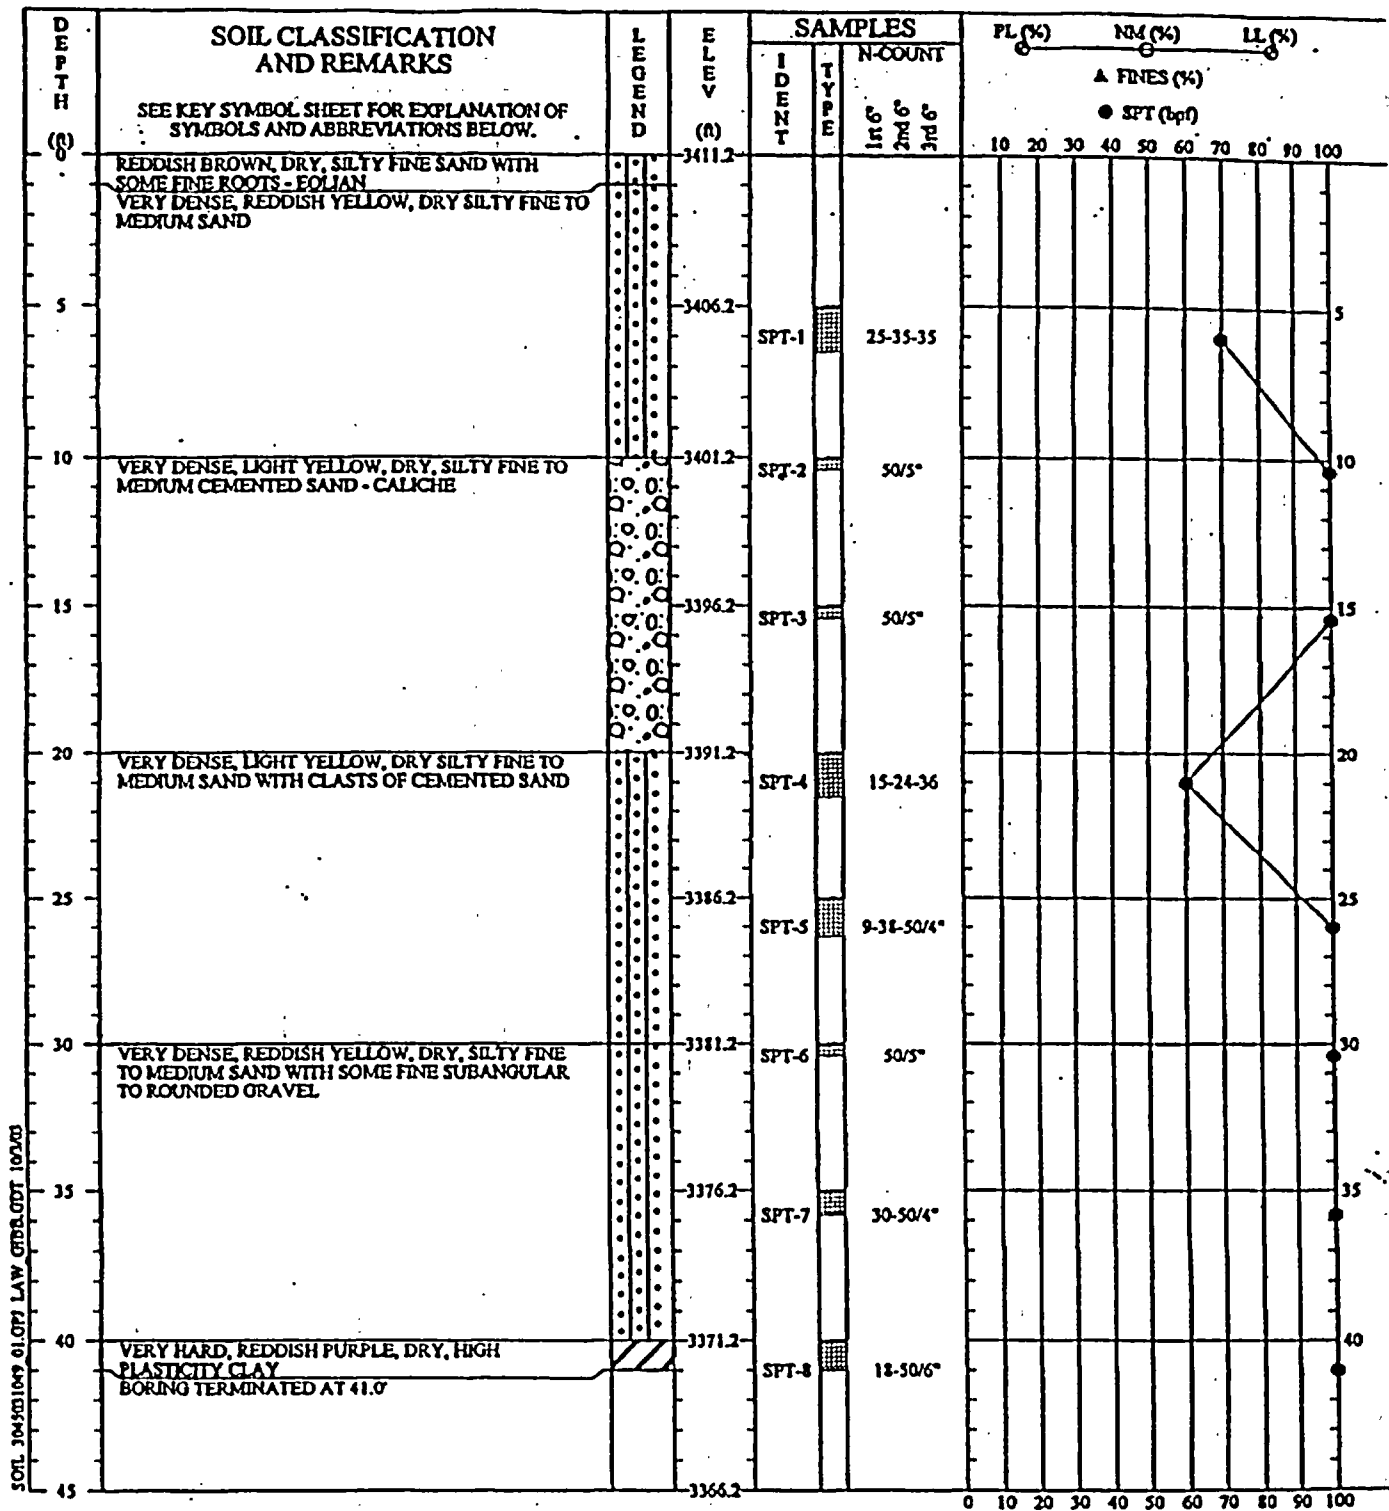 DEPTH (ft)
SOIL CLASSIFICATION
AND REMARKS
SEE KEY SYMBOL SHEET FOR EXPLANATION OF
SYMBOLS AND ABBREVIATIONS BELOW.
LEGEND
ELEV (ft)
SAMPLES
IDENT
TYPE
N-COUNT
1st 6"
2nd 6"
3rd 6"
PL (%) NM (%) LL (%)
▲ FINES (%)
● SPT (bpf)
10 20 30 40 50 60 70 80 90 100
0
REDDISH BROWN, DRY, SILTY FINE SAND WITH
SOME FINE ROOTS - EOLIAN
3411.2
VERY DENSE, REDDISH YELLOW, DRY SILTY FINE TO
MEDIUM SAND
5 3406.2 5
SPT-1 25-35-35
10 3401.2 10
VERY DENSE, LIGHT YELLOW, DRY, SILTY FINE TO
MEDIUM CEMENTED SAND - CALICHE
SPT-2 50/5"
15 3396.2 15
SPT-3 50/5"
20 3391.2 20
VERY DENSE, LIGHT YELLOW, DRY SILTY FINE TO
MEDIUM SAND WITH CLASTS OF CEMENTED SAND
SPT-4 15-24-36
25 3386.2 25
SPT-5 9-38-50/4"
30 3381.2 30
VERY DENSE, REDDISH YELLOW, DRY, SILTY FINE
TO MEDIUM SAND WITH SOME FINE SUBANGULAR
TO ROUNDED GRAVEL
SPT-6 50/5"
35 3376.2 35
SPT-7 30-50/4"
40 3371.2 40
VERY HARD, REDDISH PURPLE, DRY, HIGH
PLASTICITY CLAY
SPT-8 18-50/6"
BORING TERMINATED AT 41.0'
45 3366.2
0 10 20 30 40 50 60 70 80 90 100
SOIL LAW 10/3/03